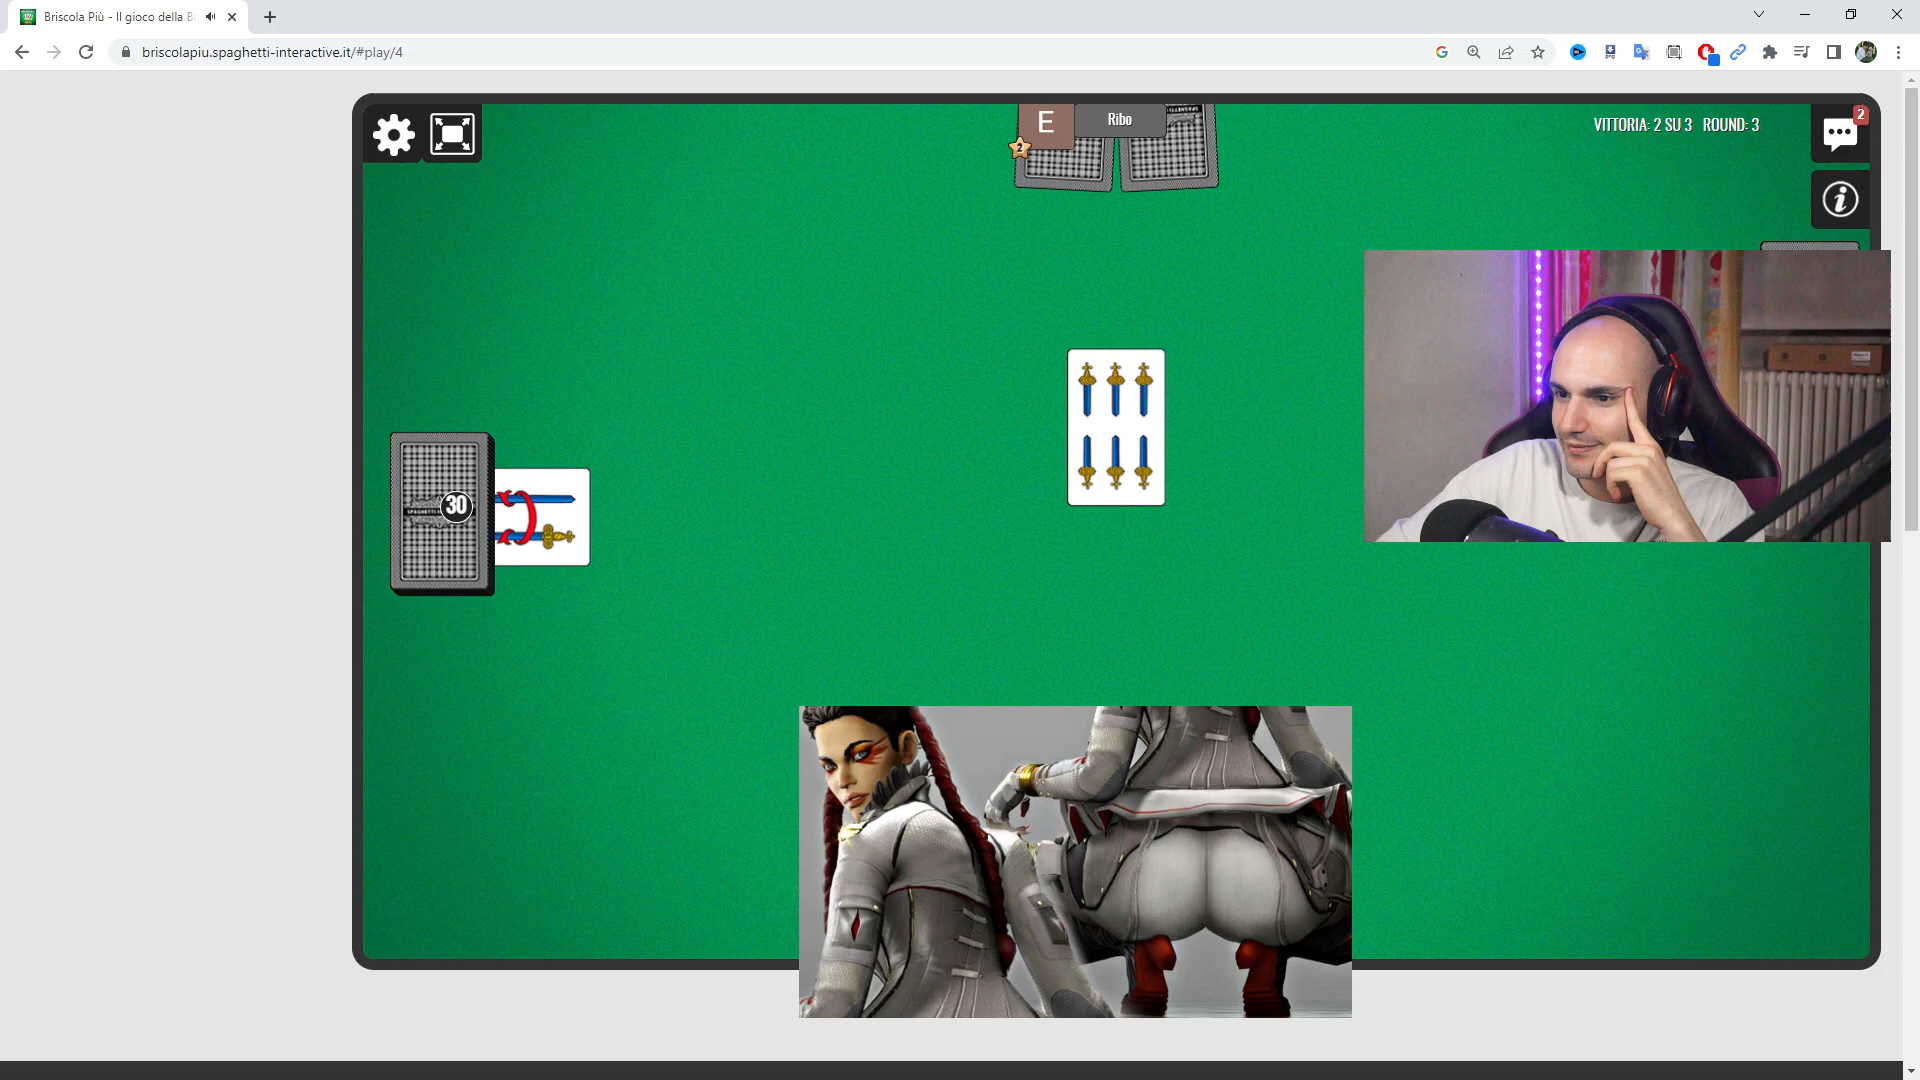 Briscola Più - Il gioco della B
briscolapiu.spaghetti-interactive.it/#play/4
E
Ribo
2
VITTORIA: 2 SU 3 ROUND: 3
2
30